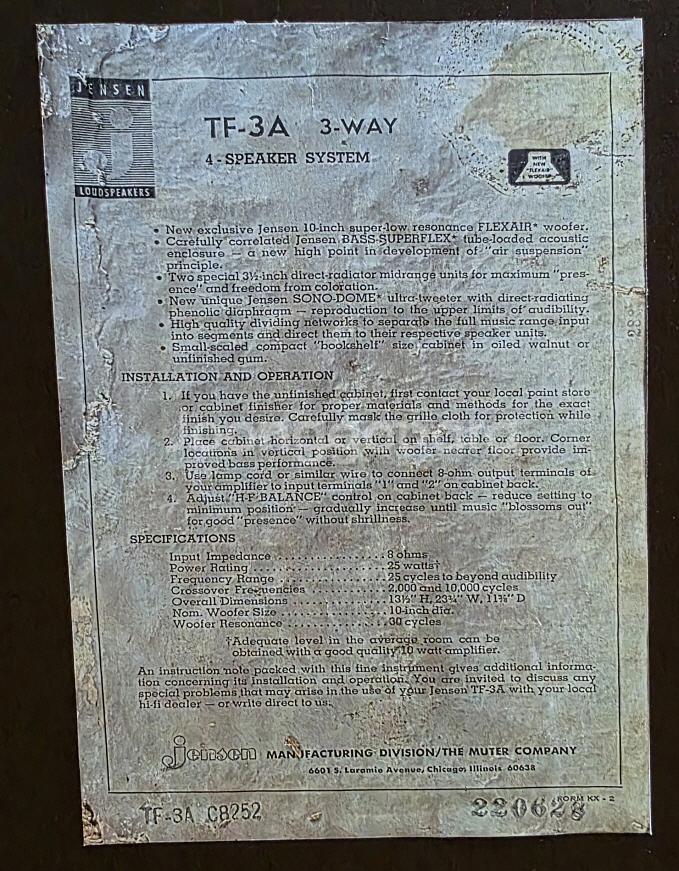 JENSEN
j
LOUDSPEAKERS
TF-3A 3-WAY
4-SPEAKER SYSTEM
WITH
NEW
"FLEXAIR"
WOOFER
• New exclusive Jensen 10-inch super-low resonance FLEXAIR* woofer.
• Carefully correlated Jensen BASS-SUPERFLEX* tube-loaded acoustic
enclosure — a new high point in development of "air suspension"
principle.
• Two special 3½-inch direct-radiator midrange units for maximum "pres-
ence" and freedom from coloration.
• New unique Jensen SONO-DOME* ultra-tweeter with direct-radiating
phenolic diaphragm — reproduction to the upper limits of audibility.
• High quality dividing networks to separate the full music range input
into segments and direct them to their respective speaker units.
• Small-scaled compact "bookshelf" size cabinet in oiled walnut or
unfinished gum.
INSTALLATION AND OPERATION
1. If you have the unfinished cabinet, first contact your local paint store
or cabinet finisher for proper materials and methods for the exact
finish you desire. Carefully mask the grille cloth for protection while
finishing.
2. Place cabinet horizontal or vertical on shelf, table or floor. Corner
locations in vertical position with woofer nearer floor provide im-
proved bass performance.
3. Use lamp cord or similar wire to connect 8-ohm output terminals of
your amplifier to input terminals "1" and "2" on cabinet back.
4. Adjust "H-F BALANCE" control on cabinet back — reduce setting to
minimum position — gradually increase until music "blossoms out"
for good "presence" without shrillness.
SPECIFICATIONS
Input Impedance . . . . . . . . . . . . . . 8 ohms
Power Rating . . . . . . . . . . . . . . . . . 25 watts†
Frequency Range . . . . . . . . . . . . . 25 cycles to beyond audibility
Crossover Frequencies . . . . . . . . . . 2,000 and 10,000 cycles
Overall Dimensions . . . . . . . . . . . . 13½" H, 23¾" W, 11⅜" D
Nom. Woofer Size . . . . . . . . . . . . . 10-inch dia.
Woofer Resonance . . . . . . . . . . . . 30 cycles
†Adequate level in the average room can be
obtained with a good quality 10 watt amplifier.
An instruction note packed with this fine instrument gives additional informa-
tion concerning its installation and operation. You are invited to discuss any
special problems that may arise in the use of your Jensen TF-3A with your local
hi-fi dealer — or write direct to us.
jensen MANUFACTURING DIVISION/THE MUTER COMPANY
6601 S. Laramie Avenue, Chicago, Illinois 60638
FORM KX - 2
TF-3A C8252 220628